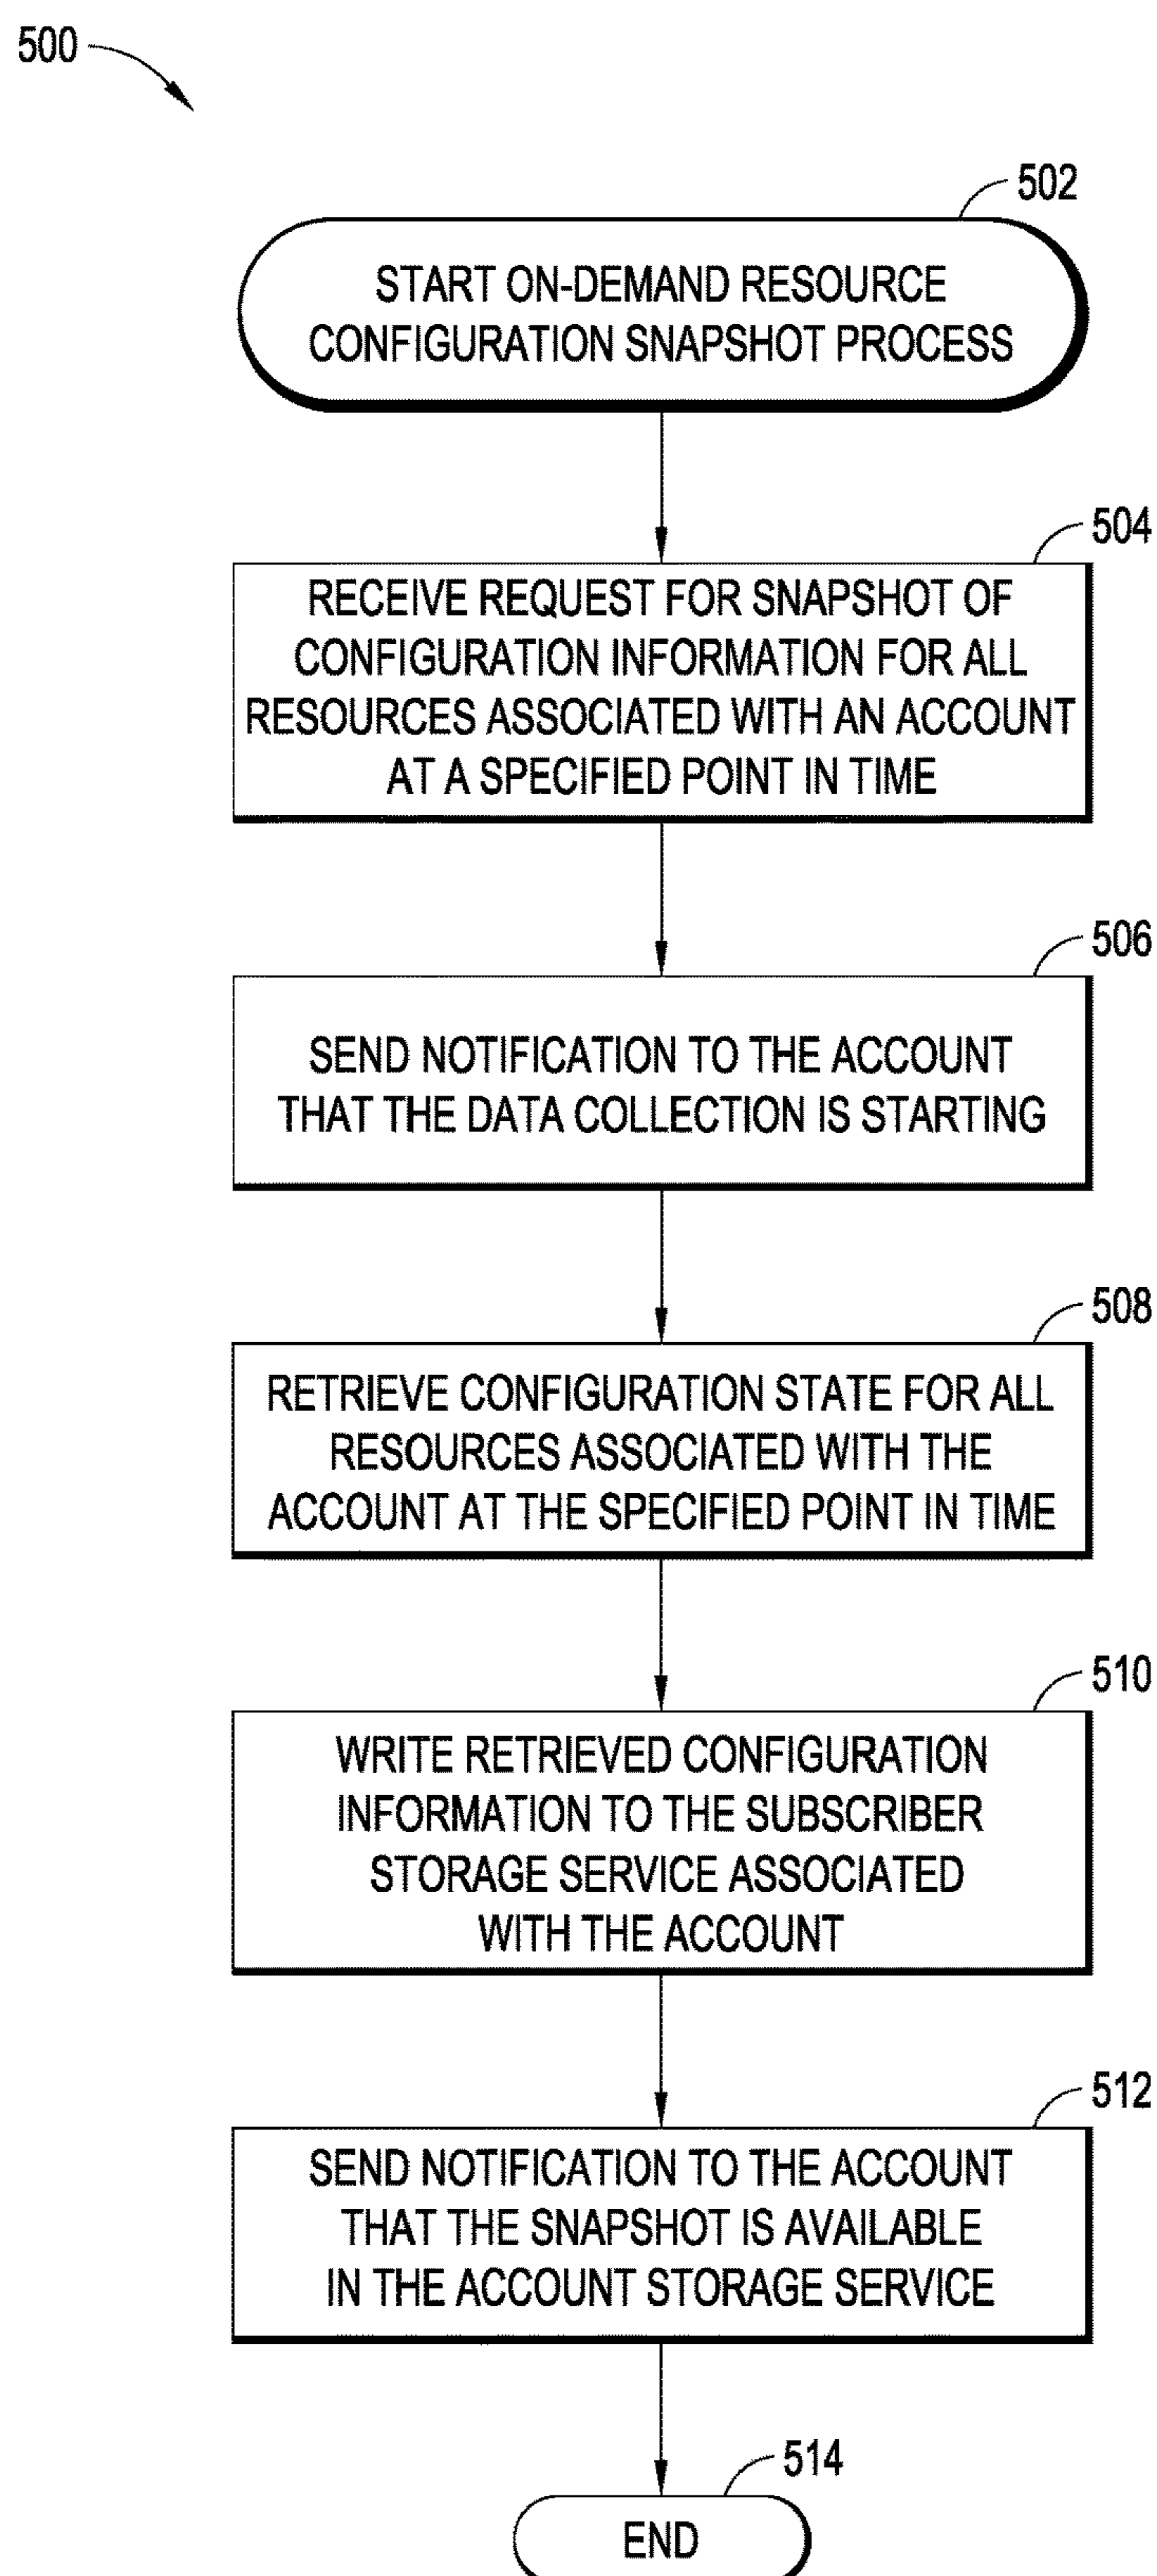 500
502
START ON-DEMAND RESOURCE
CONFIGURATION SNAPSHOT PROCESS
504
RECEIVE REQUEST FOR SNAPSHOT OF
CONFIGURATION INFORMATION FOR ALL
RESOURCES ASSOCIATED WITH AN ACCOUNT
AT A SPECIFIED POINT IN TIME
506
SEND NOTIFICATION TO THE ACCOUNT
THAT THE DATA COLLECTION IS STARTING
508
RETRIEVE CONFIGURATION STATE FOR ALL
RESOURCES ASSOCIATED WITH THE
ACCOUNT AT THE SPECIFIED POINT IN TIME
510
WRITE RETRIEVED CONFIGURATION
INFORMATION TO THE SUBSCRIBER
STORAGE SERVICE ASSOCIATED
WITH THE ACCOUNT
512
SEND NOTIFICATION TO THE ACCOUNT
THAT THE SNAPSHOT IS AVAILABLE
IN THE ACCOUNT STORAGE SERVICE
514
END